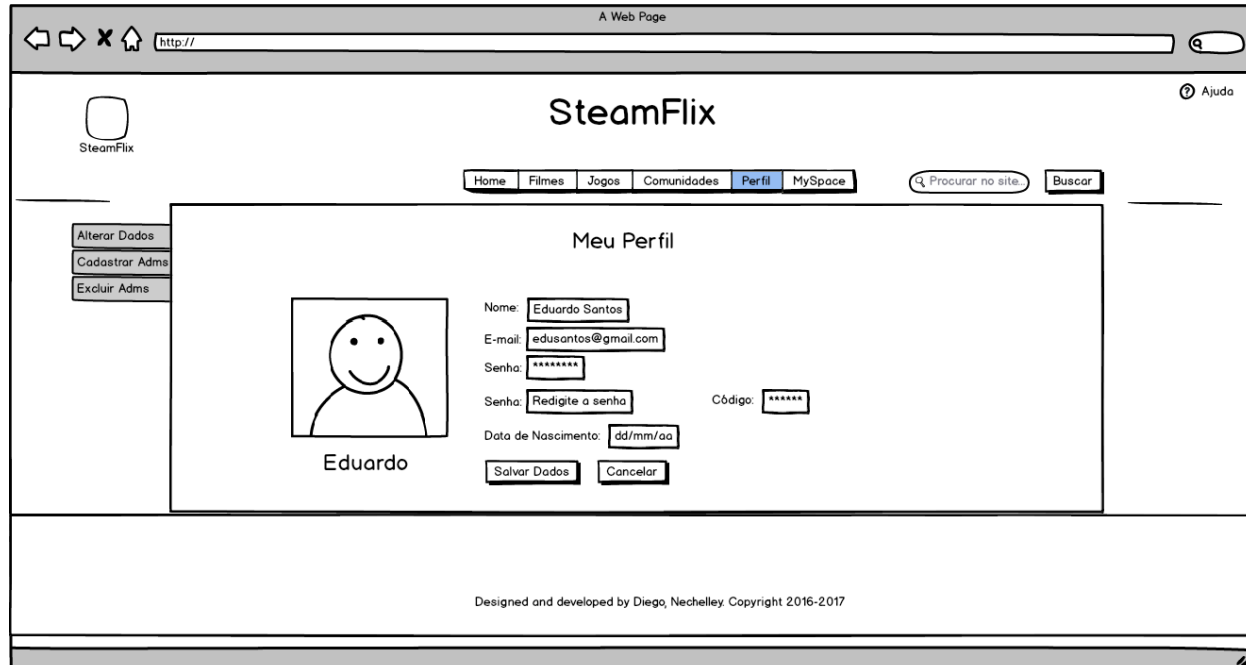 A Web Page
http://
Ajuda
SteamFlix
SteamFlix
Home Filmes Jogos Comunidades Perfil MySpace Procurar no site... Buscar
Alterar Dados
Cadastrar Adms
Excluir Adms
Meu Perfil
Nome: Eduardo Santos
E-mail: edusantos@gmail.com
Senha: ********
Senha: Redigite a senha Código: ******
Data de Nascimento: dd/mm/aa
Eduardo
Salvar Dados Cancelar
Designed and developed by Diego, Nechelley. Copyright 2016-2017